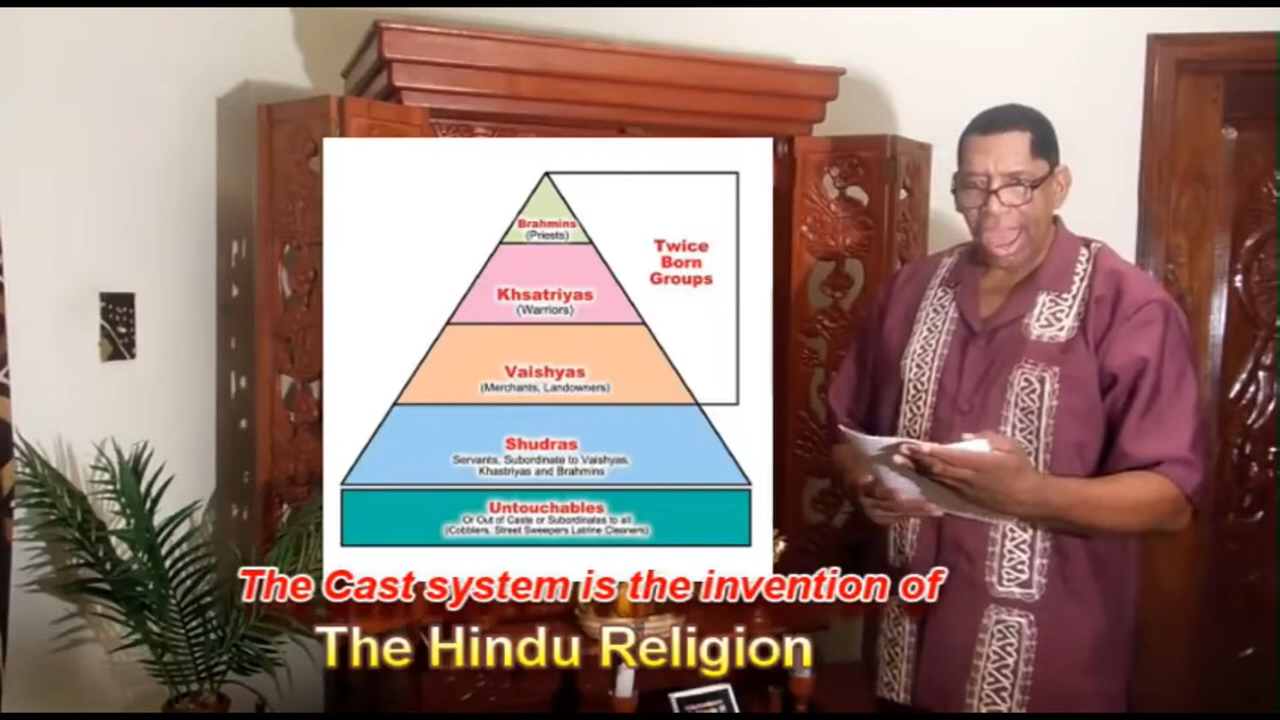 Brahmins
(Priests)
Twice
Born
Groups
Khsatriyas
(Warriors)
Vaishyas
(Merchants, Landowners)
Shudras
Servants, Subordinate to Vaishyas,
Khastriyas and Brahmins
Untouchables
Or Out of Caste or Subordinates to all
(Cobblers, Street Sweepers Latrine Cleaners)
The Cast system is the invention of
The Hindu Religion